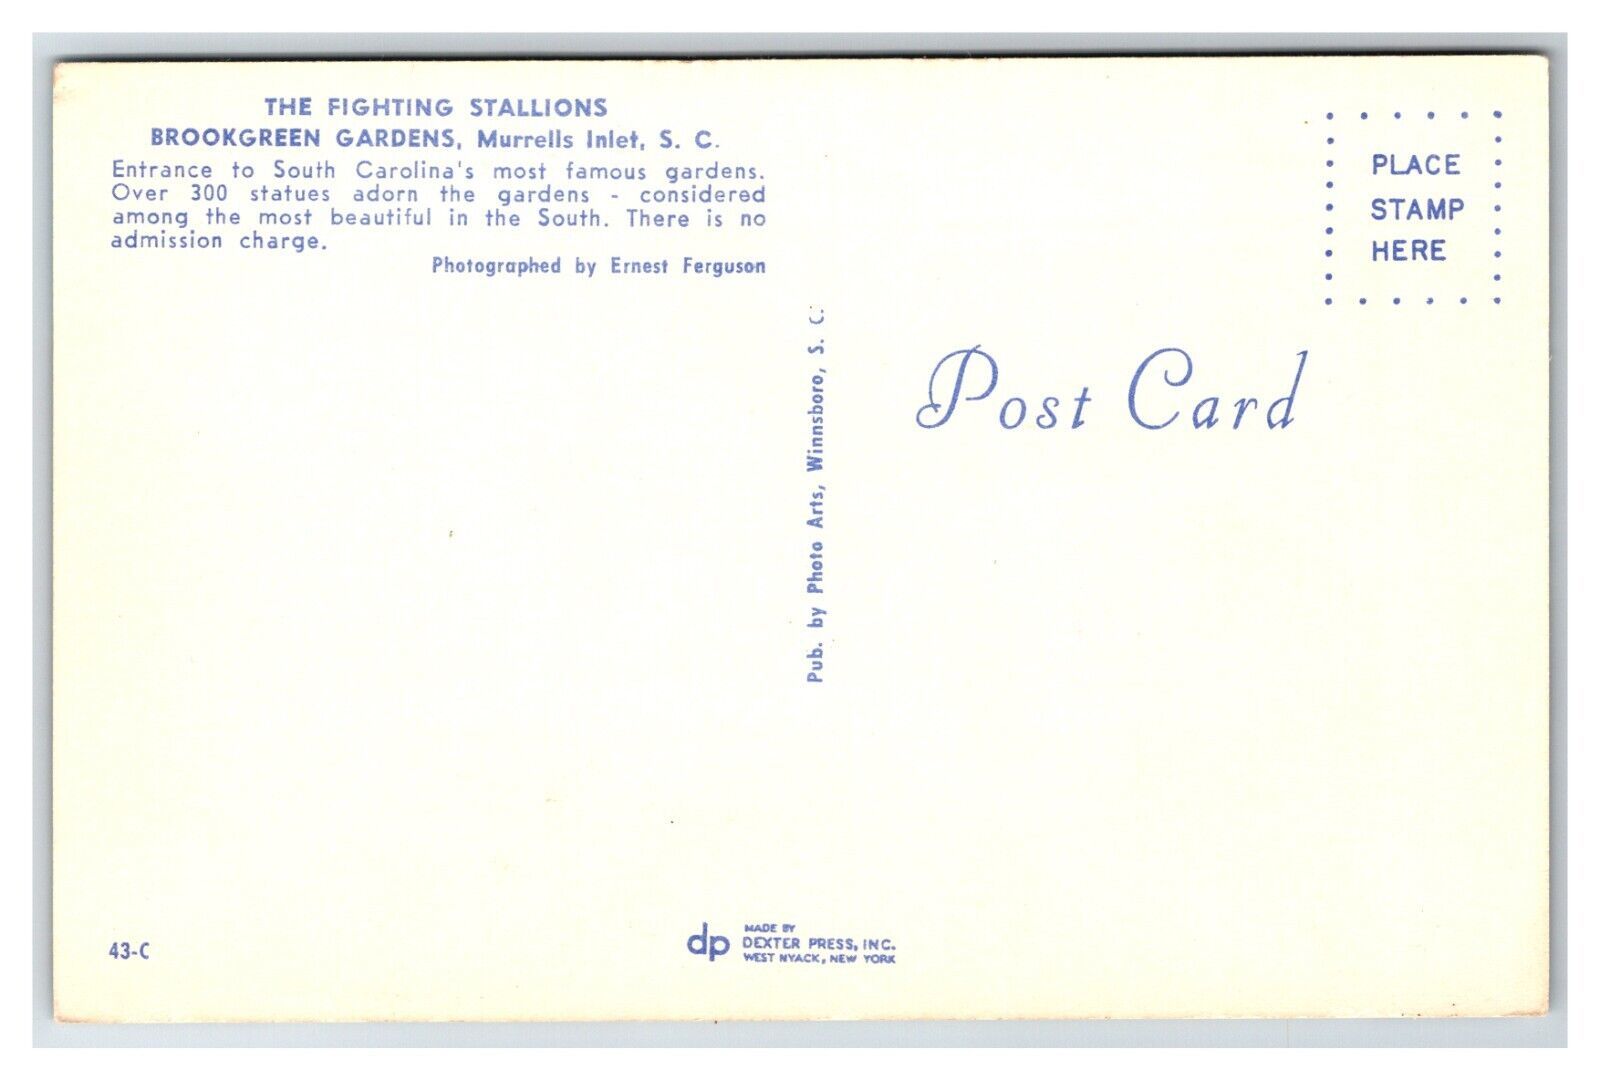 THE FIGHTING STALLIONS
BROOKGREEN GARDENS, Murrells Inlet, S. C.
Entrance to South Carolina's most famous gardens.
Over 300 statues adorn the gardens - considered
among the most beautiful in the South. There is no
admission charge.
Photographed by Ernest Ferguson
Pub. by Photo Arts, Winnsboro, S. C.
PLACE
STAMP
HERE
Post Card
43-C
dp
MADE BY
DEXTER PRESS, INC.
WEST NYACK, NEW YORK